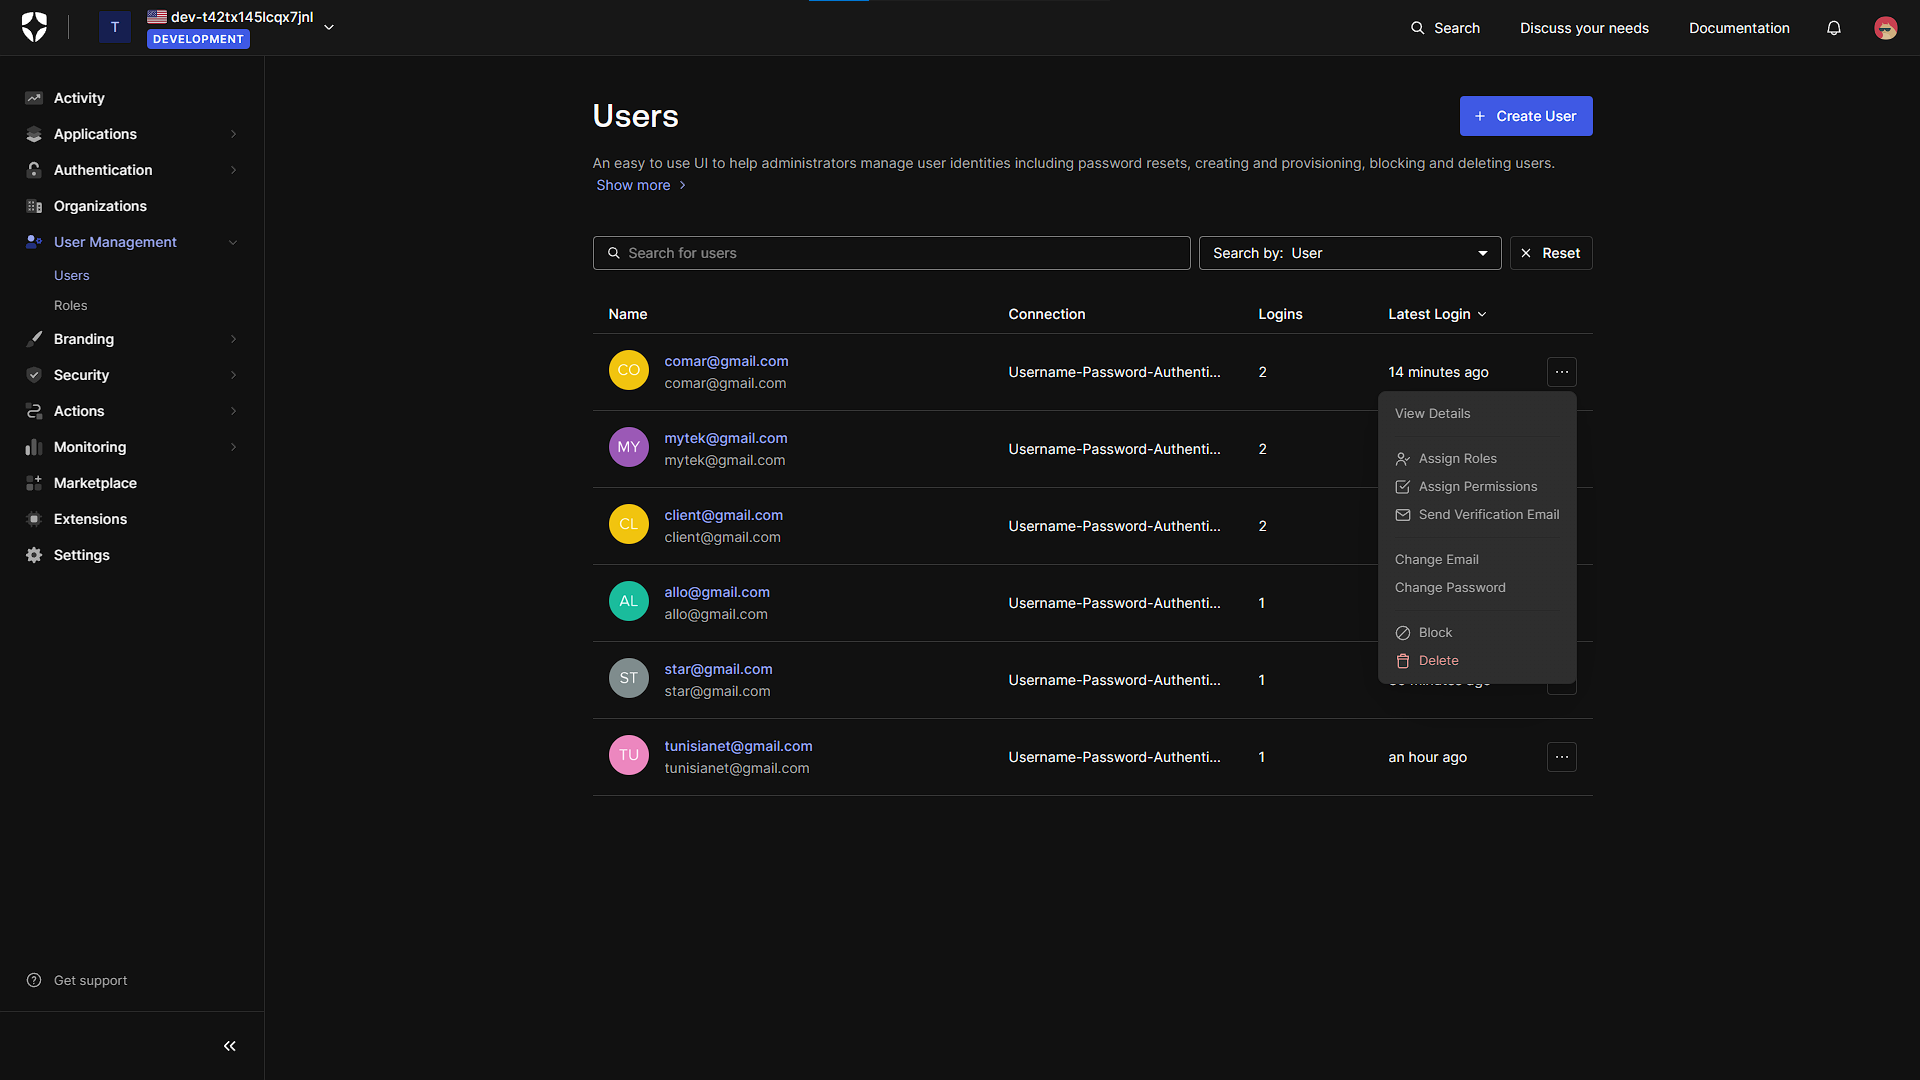 T
dev-t42tx145lcqx7jnl
DEVELOPMENT
Search
Discuss your needs
Documentation
Activity
Applications
Authentication
Organizations
User Management
Users
Roles
Branding
Security
Actions
Monitoring
Marketplace
Extensions
Settings
Get support
Users
+ Create User
An easy to use UI to help administrators manage user identities including password resets, creating and provisioning, blocking and deleting users.
Show more
Search for users
Search by: User
Reset
Name Connection Logins Latest Login
CO comar@gmail.com
comar@gmail.com
Username-Password-Authenti... 2 14 minutes ago
MY mytek@gmail.com
mytek@gmail.com
Username-Password-Authenti... 2
CL client@gmail.com
client@gmail.com
Username-Password-Authenti... 2
AL allo@gmail.com
allo@gmail.com
Username-Password-Authenti... 1
ST star@gmail.com
star@gmail.com
Username-Password-Authenti... 1
TU tunisianet@gmail.com
tunisianet@gmail.com
Username-Password-Authenti... 1 an hour ago
View Details
Assign Roles
Assign Permissions
Send Verification Email
Change Email
Change Password
Block
Delete